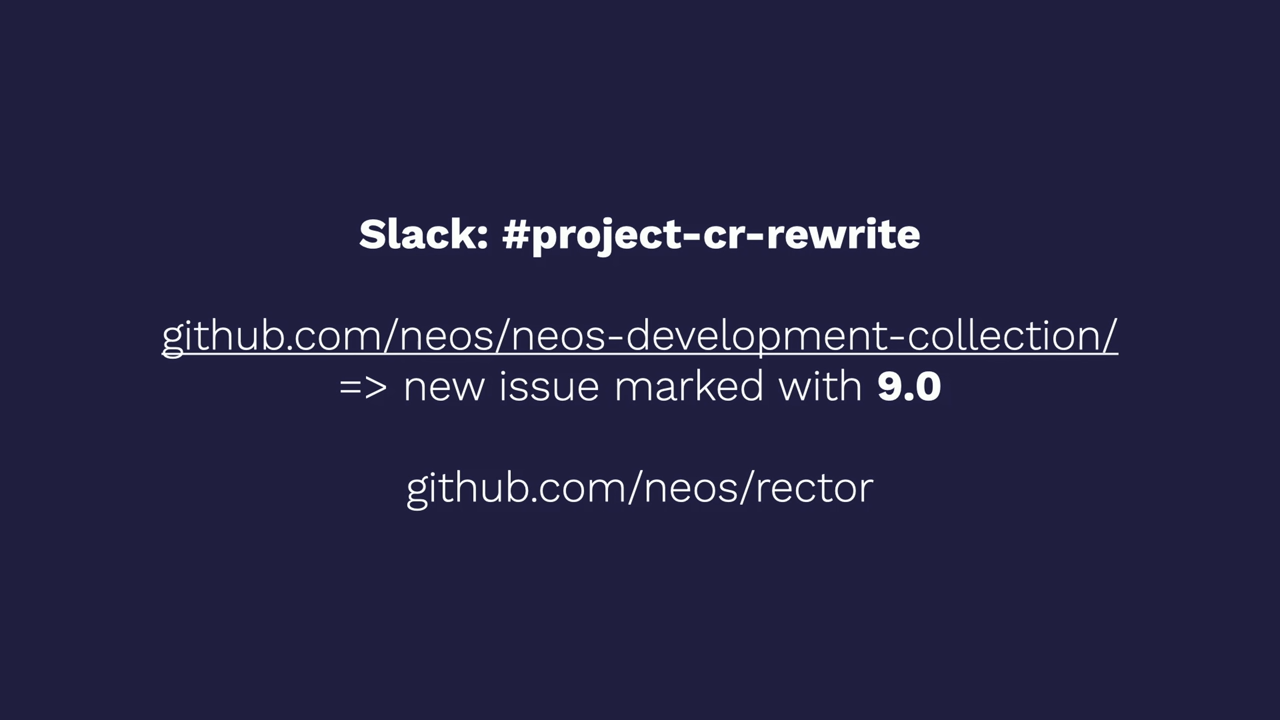 Slack: #project-cr-rewrite
github.com/neos/neos-development-collection/
=> new issue marked with 9.0
github.com/neos/rector